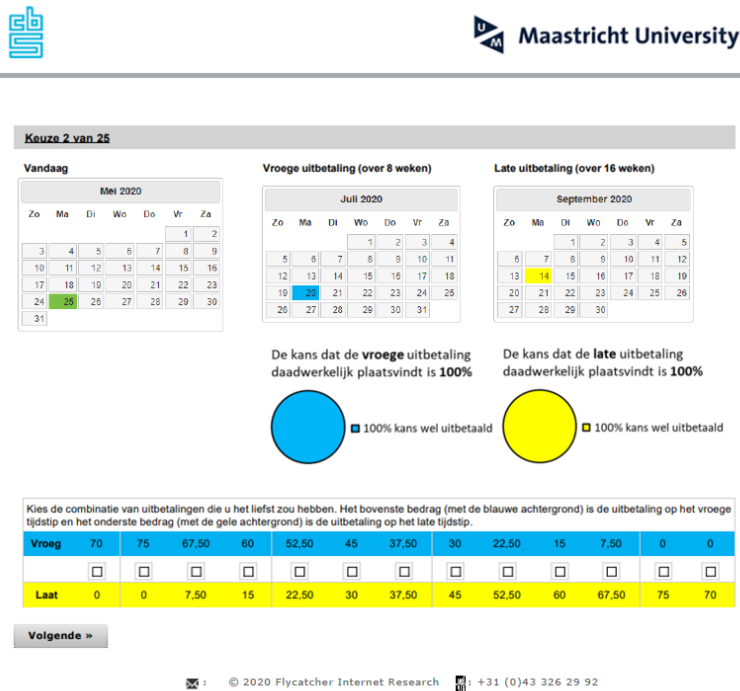 cbs
UM Maastricht University
Keuze 2 van 25
Vandaag
Mei 2020
Zo Ma Di Wo Do Vr Za
1 2
3 4 5 6 7 8 9
10 11 12 13 14 15 16
17 18 19 20 21 22 23
24 25 26 27 28 29 30
31
Vroege uitbetaling (over 8 weken)
Juli 2020
Zo Ma Di Wo Do Vr Za
1 2 3 4
5 6 7 8 9 10 11
12 13 14 15 16 17 18
19 20 21 22 23 24 25
26 27 28 29 30 31
Late uitbetaling (over 16 weken)
September 2020
Zo Ma Di Wo Do Vr Za
1 2 3 4 5
6 7 8 9 10 11 12
13 14 15 16 17 18 19
20 21 22 23 24 25 26
27 28 29 30
De kans dat de vroege uitbetaling
daadwerkelijk plaatsvindt is 100%
100% kans wel uitbetaald
De kans dat de late uitbetaling
daadwerkelijk plaatsvindt is 100%
100% kans wel uitbetaald
Kies de combinatie van uitbetalingen die u het liefst zou hebben. Het bovenste bedrag (met de blauwe achtergrond) is de uitbetaling op het vroege
tijdstip en het onderste bedrag (met de gele achtergrond) is de uitbetaling op het late tijdstip.
Vroeg 70 75 67,50 60 52,50 45 37,50 30 22,50 15 7,50 0 0
Laat 0 0 7,50 15 22,50 30 37,50 45 52,50 60 67,50 75 70
Volgende »
: © 2020 Flycatcher Internet Research : +31 (0)43 326 29 92